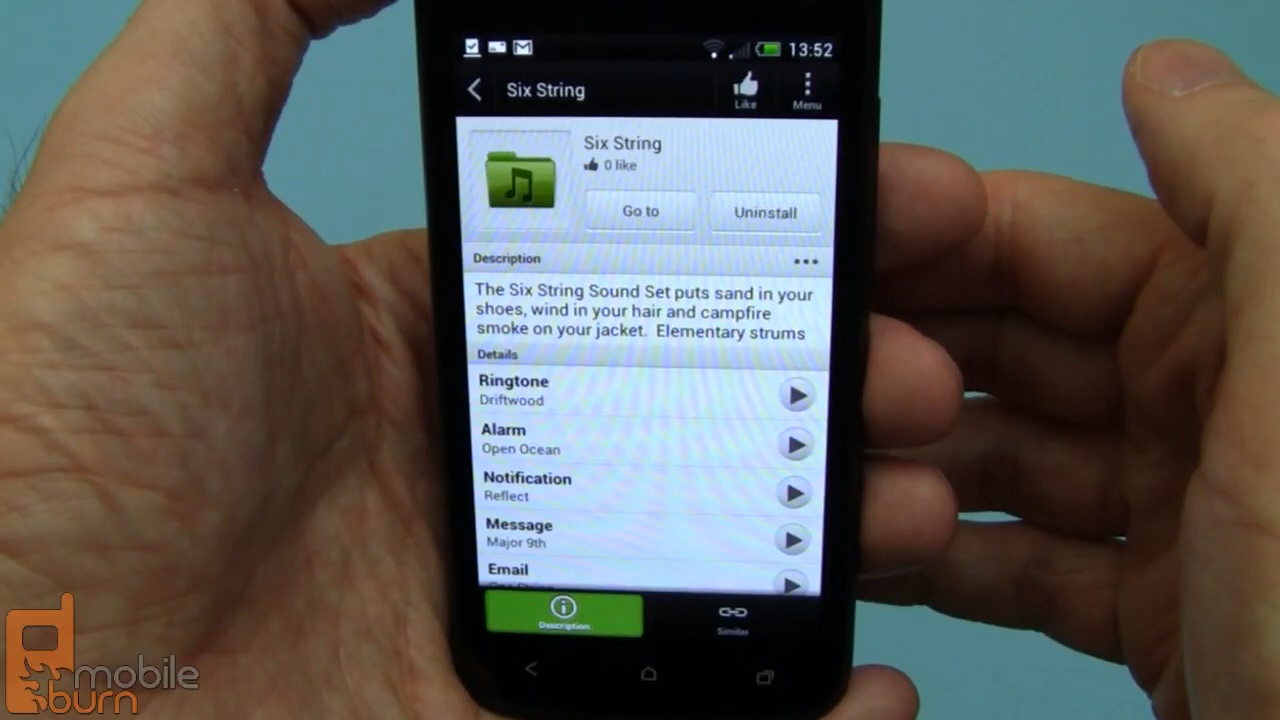 13:52
Six String
Like
Menu
Six String
0 like
Go to
Uninstall
Description
The Six String Sound Set puts sand in your
shoes, wind in your hair and campfire
smoke on your jacket. Elementary strums
Details
Ringtone
Driftwood
Alarm
Open Ocean
Notification
Reflect
Message
Major 9th
Email
Description
Similar
mobile
burn